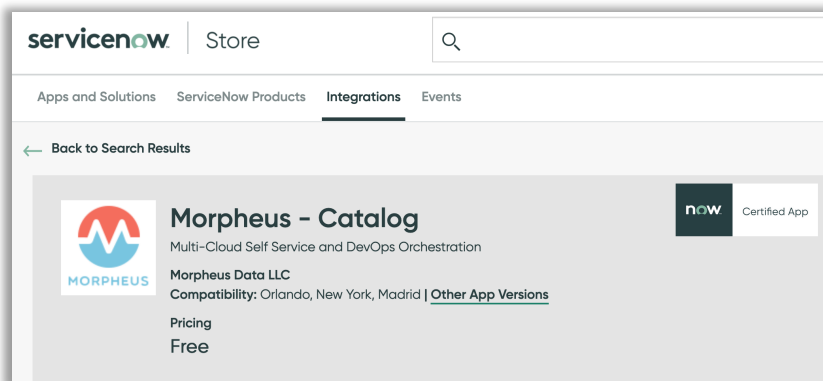 servicenow. Store
Apps and Solutions ServiceNow Products Integrations Events
Back to Search Results
MORPHEUS
Morpheus - Catalog
Multi-Cloud Self Service and DevOps Orchestration
Morpheus Data LLC
Compatibility: Orlando, New York, Madrid | Other App Versions
Pricing
Free
now. Certified App